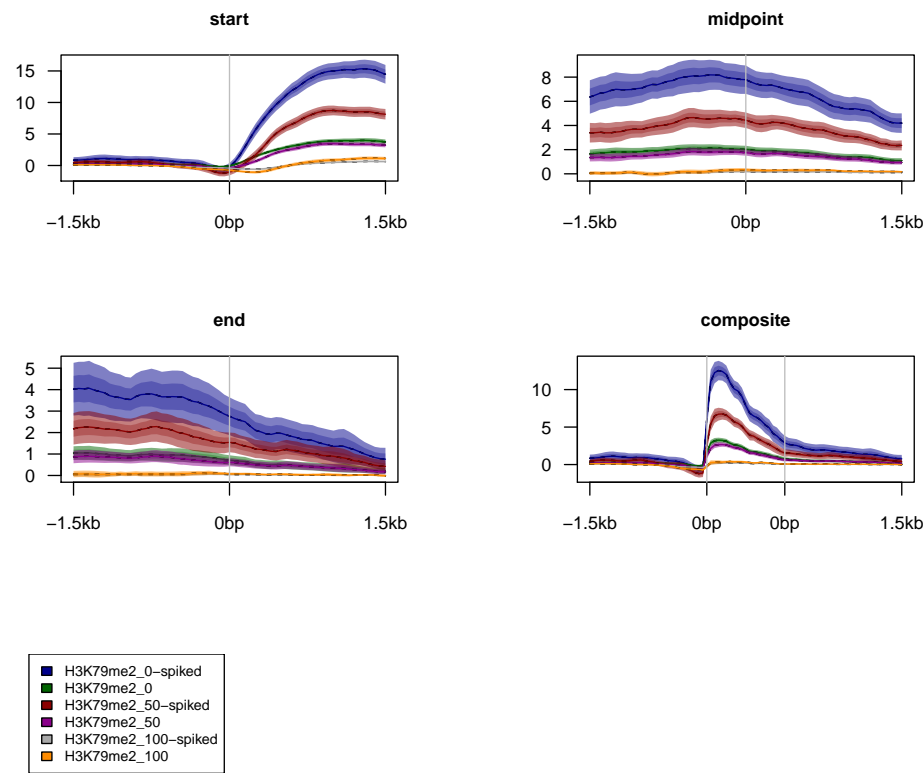 start
15
10
5
0
−1.5kb
0bp
1.5kb
midpoint
8
6
4
2
0
−1.5kb
0bp
1.5kb
end
5
4
3
2
1
0
−1.5kb
0bp
1.5kb
composite
10
5
0
−1.5kb
0bp
0bp
1.5kb
H3K79me2_0−spiked
H3K79me2_0
H3K79me2_50−spiked
H3K79me2_50
H3K79me2_100−spiked
H3K79me2_100